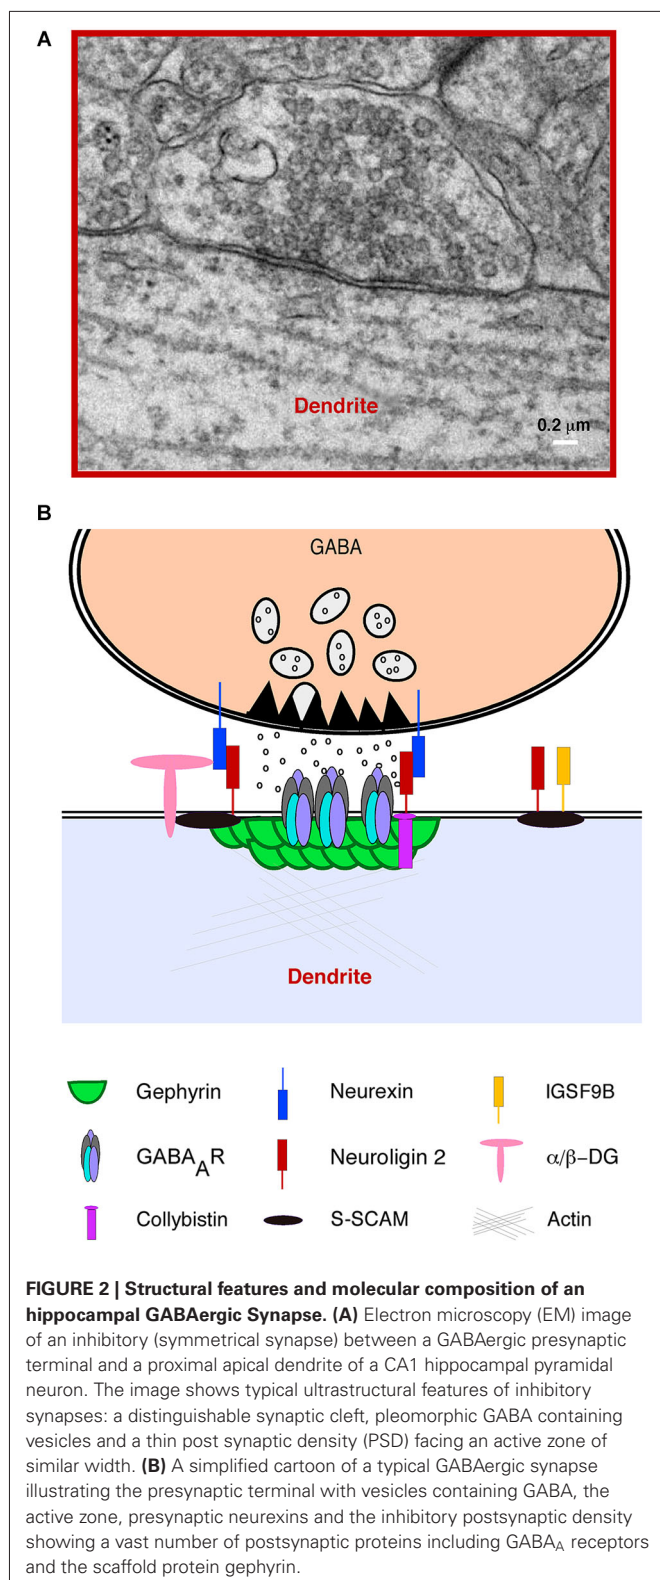 A
Dendrite
0.2 μm
B
GABA
Dendrite
Gephyrin
Neurexin
IGSF9B
GABA_AR
Neuroligin 2
α/β–DG
Collybistin
S-SCAM
Actin
FIGURE 2 | Structural features and molecular composition of an
hippocampal GABAergic Synapse. (A) Electron microscopy (EM) image
of an inhibitory (symmetrical synapse) between a GABAergic presynaptic
terminal and a proximal apical dendrite of a CA1 hippocampal pyramidal
neuron. The image shows typical ultrastructural features of inhibitory
synapses: a distinguishable synaptic cleft, pleomorphic GABA containing
vesicles and a thin post synaptic density (PSD) facing an active zone of
similar width. (B) A simplified cartoon of a typical GABAergic synapse
illustrating the presynaptic terminal with vesicles containing GABA, the
active zone, presynaptic neurexins and the inhibitory postsynaptic density
showing a vast number of postsynaptic proteins including GABA_A receptors
and the scaffold protein gephyrin.